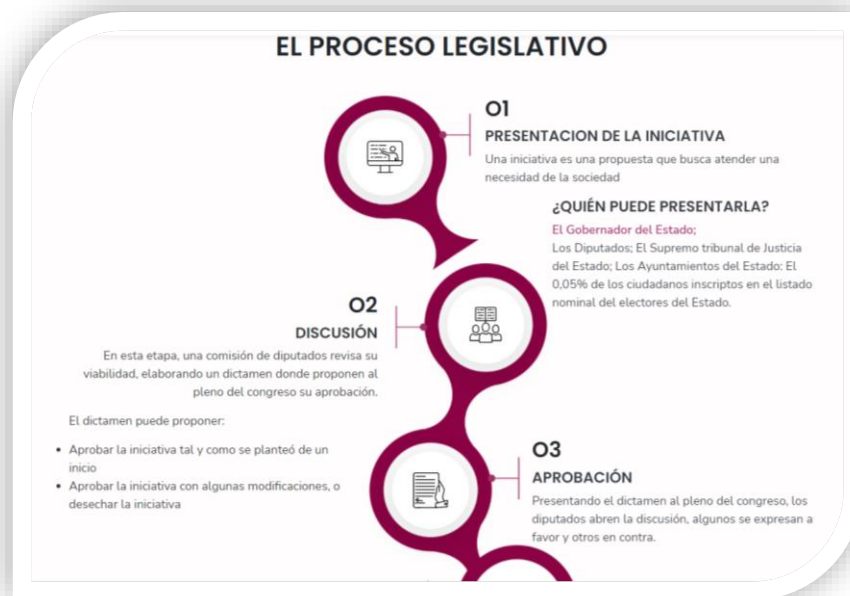 EL PROCESO LEGISLATIVO
01
PRESENTACION DE LA INICIATIVA
Una iniciativa es una propuesta que busca atender una
necesidad de la sociedad
¿QUIÉN PUEDE PRESENTARLA?
El Gobernador del Estado;
Los Diputados; El Supremo tribunal de Justicia
del Estado; Los Ayuntamientos del Estado: El
0,05% de los ciudadanos inscriptos en el listado
nominal del electores del Estado.
02
DISCUSIÓN
En esta etapa, una comisión de diputados revisa su
viabilidad, elaborando un dictamen donde proponen al
pleno del congreso su aprobación.
El dictamen puede proponer:
• Aprobar la iniciativa tal y como se planteó de un
inicio
• Aprobar la iniciativa con algunas modificaciones, o
desechar la iniciativa
03
APROBACIÓN
Presentando el dictamen al pleno del congreso, los
diputados abren la discusión, algunos se expresan a
favor y otros en contra.